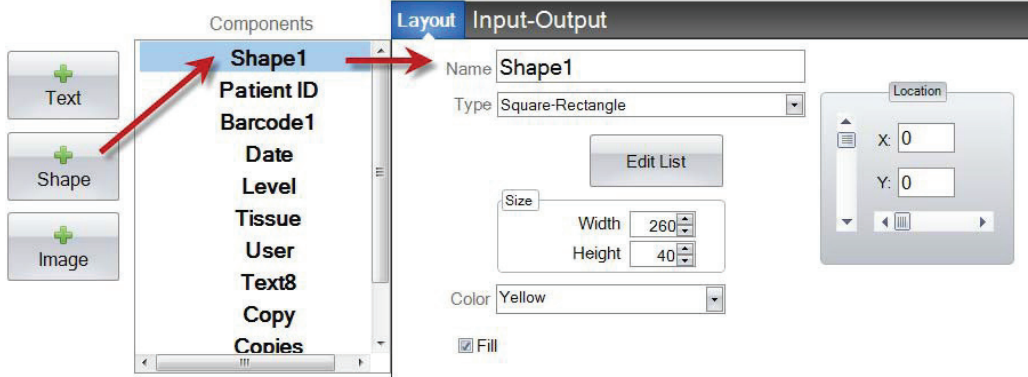 Components
Text
Shape
Image
Shape1
Patient ID
Barcode1
Date
Level
Tissue
User
Text8
Copy
Copies
Layout Input-Output
Name Shape1
Type Square-Rectangle
Edit List
Size
Width 260
Height 40
Color Yellow
Fill
Location
X: 0
Y: 0